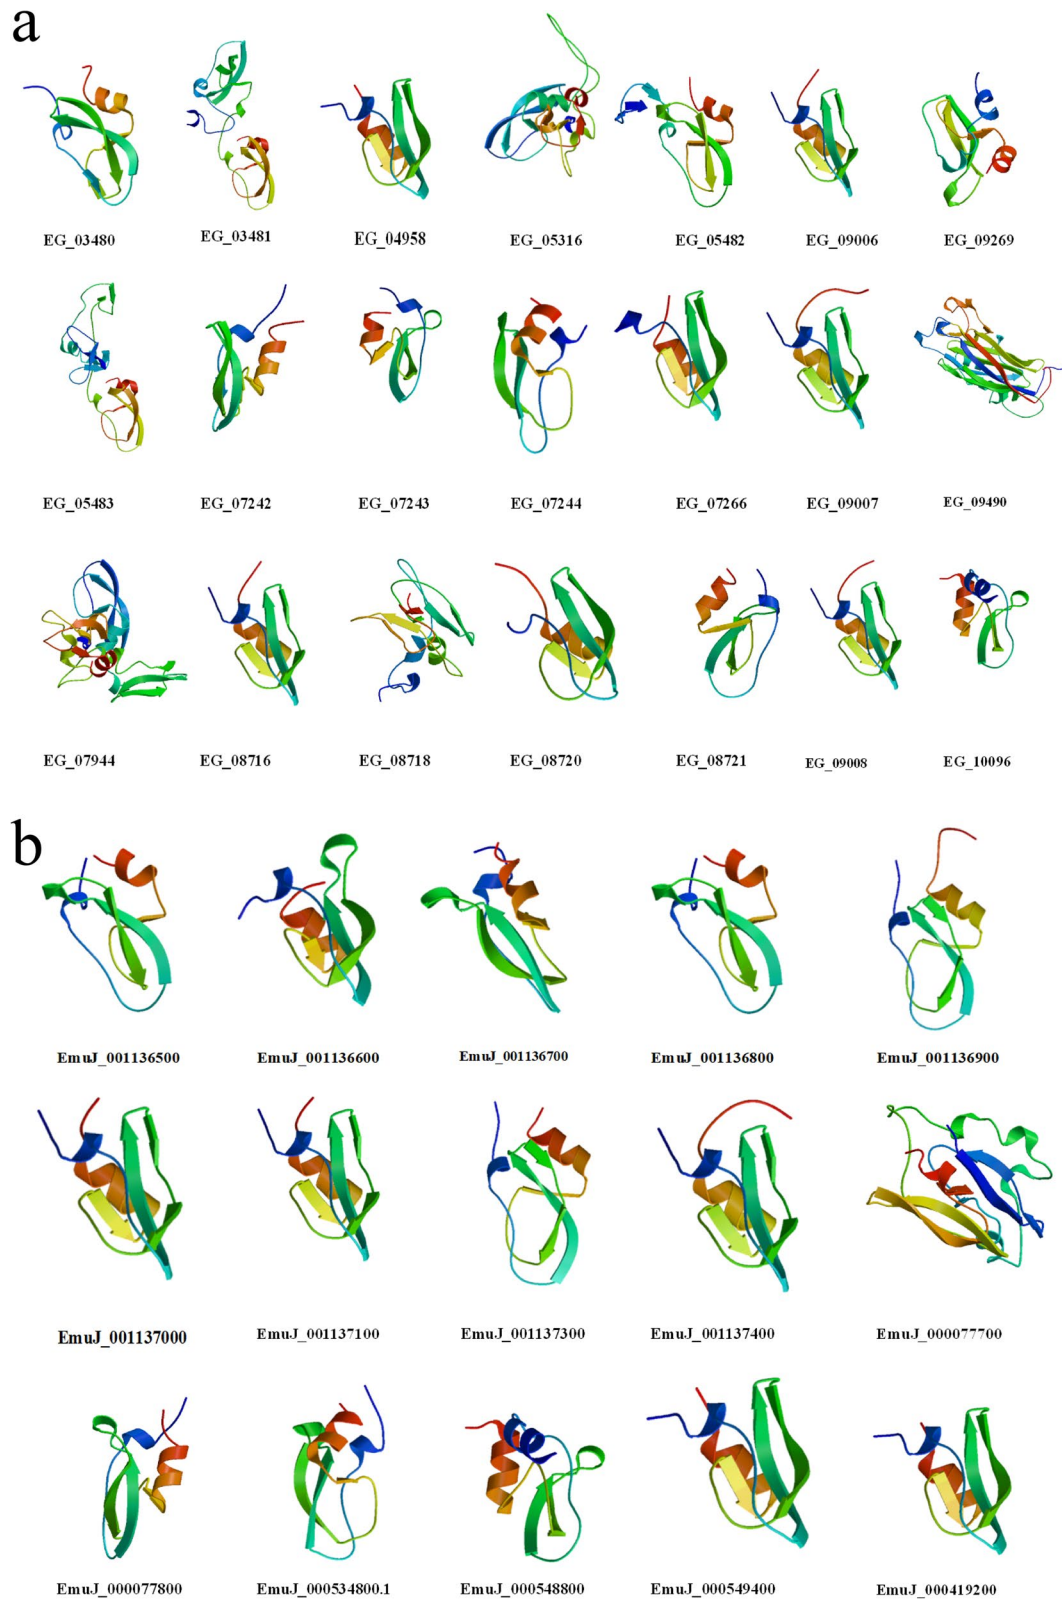 a
EG_03480 EG_03481 EG_04958 EG_05316 EG_05482 EG_09006 EG_09269
EG_05483 EG_07242 EG_07243 EG_07244 EG_07266 EG_09007 EG_09490
EG_07944 EG_08716 EG_08718 EG_08720 EG_08721 EG_09008 EG_10096
b
EmuJ_001136500 EmuJ_001136600 EmuJ_001136700 EmuJ_001136800 EmuJ_001136900
EmuJ_001137000 EmuJ_001137100 EmuJ_001137300 EmuJ_001137400 EmuJ_000077700
EmuJ_000077800 EmuJ_000534800.1 EmuJ_000548800 EmuJ_000549400 EmuJ_000419200